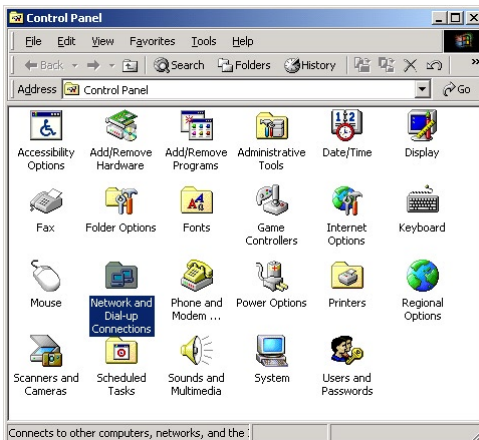 Control Panel
File Edit View Favorites Tools Help
Back Search Folders History »
Address Control Panel Go
Accessibility Options
Add/Remove Hardware
Add/Remove Programs
Administrative Tools
Date/Time
Display
Fax
Folder Options
Fonts
Game Controllers
Internet Options
Keyboard
Mouse
Network and Dial-up Connections
Phone and Modem ...
Power Options
Printers
Regional Options
Scanners and Cameras
Scheduled Tasks
Sounds and Multimedia
System
Users and Passwords
Connects to other computers, networks, and the